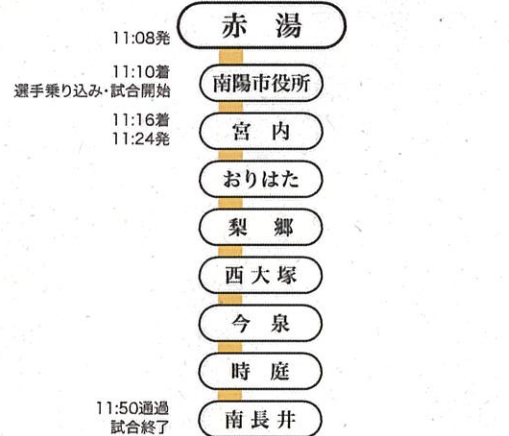 赤湯
11:08発
11:10着
選手乗り込み・試合開始
南陽市役所
11:16着
11:24発
宮内
おりはた
梨郷
西大塚
今泉
時庭
11:50通過
試合終了
南長井